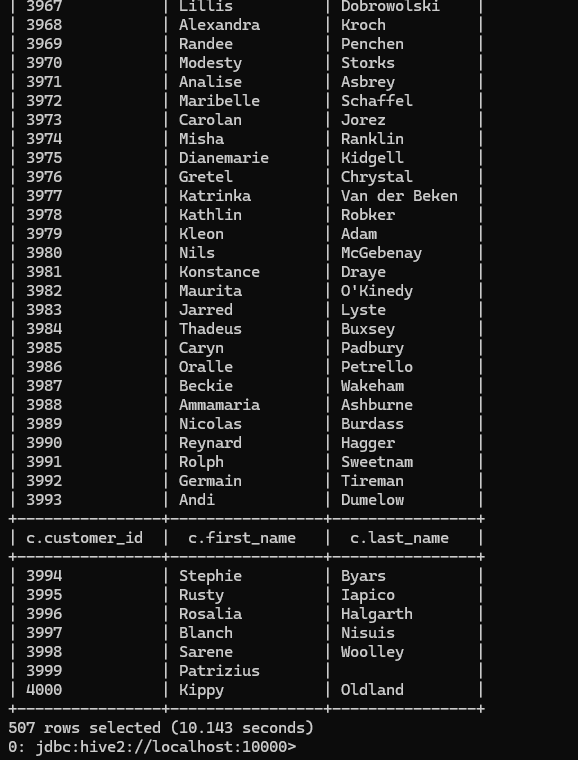 | 3967 | Lillis | Dobrowolski |
| 3968 | Alexandra | Kroch |
| 3969 | Randee | Penchen |
| 3970 | Modesty | Storks |
| 3971 | Analise | Asbrey |
| 3972 | Maribelle | Schaffel |
| 3973 | Carolan | Jorez |
| 3974 | Misha | Ranklin |
| 3975 | Dianemarie | Kidgell |
| 3976 | Gretel | Chrystal |
| 3977 | Katrinka | Van der Beken |
| 3978 | Kathlin | Robker |
| 3979 | Kleon | Adam |
| 3980 | Nils | McGebenay |
| 3981 | Konstance | Draye |
| 3982 | Maurita | O'Kinedy |
| 3983 | Jarred | Lyste |
| 3984 | Thadeus | Buxsey |
| 3985 | Caryn | Padbury |
| 3986 | Oralle | Petrello |
| 3987 | Beckie | Wakeham |
| 3988 | Ammamaria | Ashburne |
| 3989 | Nicolas | Burdass |
| 3990 | Reynard | Hagger |
| 3991 | Rolph | Sweetnam |
| 3992 | Germain | Tireman |
| 3993 | Andi | Dumelow |
+----------------+-----------------+----------------+
| c.customer_id | c.first_name | c.last_name |
+----------------+-----------------+----------------+
| 3994 | Stephie | Byars |
| 3995 | Rusty | Iapico |
| 3996 | Rosalia | Halgarth |
| 3997 | Blanch | Nisuis |
| 3998 | Sarene | Woolley |
| 3999 | Patrizius | |
| 4000 | Kippy | Oldland |
+----------------+-----------------+----------------+
507 rows selected (10.143 seconds)
0: jdbc:hive2://localhost:10000>